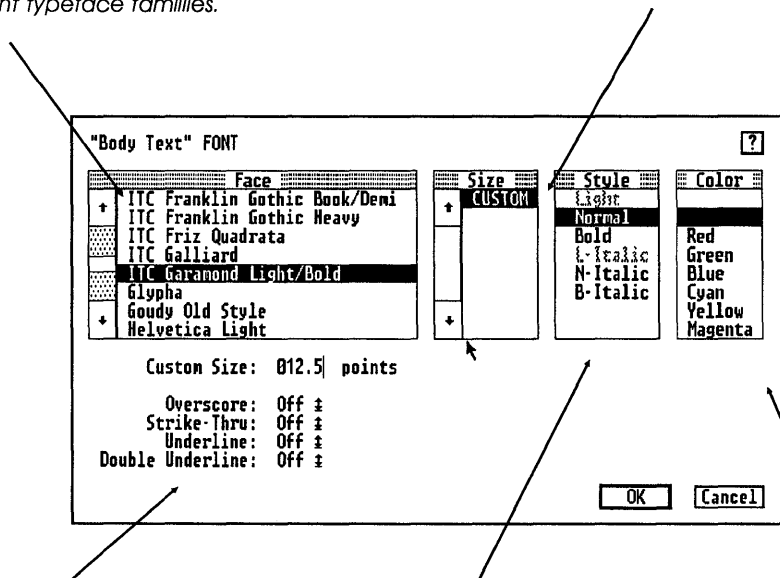 nt typeface familiies.
"Body Text" FONT
?
Face
ITC Franklin Gothic Book/Demi
ITC Franklin Gothic Heavy
ITC Friz Quadrata
ITC Galliard
ITC Garamond Light/Bold
Glypha
Goudy Old Style
Helvetica Light
Size
CUSTOM
Style
Light
Normal
Bold
L-Italic
N-Italic
B-Italic
Color
Red
Green
Blue
Cyan
Yellow
Magenta
Custom Size: 012.5 points
Overscore: Off
Strike-Thru: Off
Underline: Off
Double Underline: Off
OK
Cancel